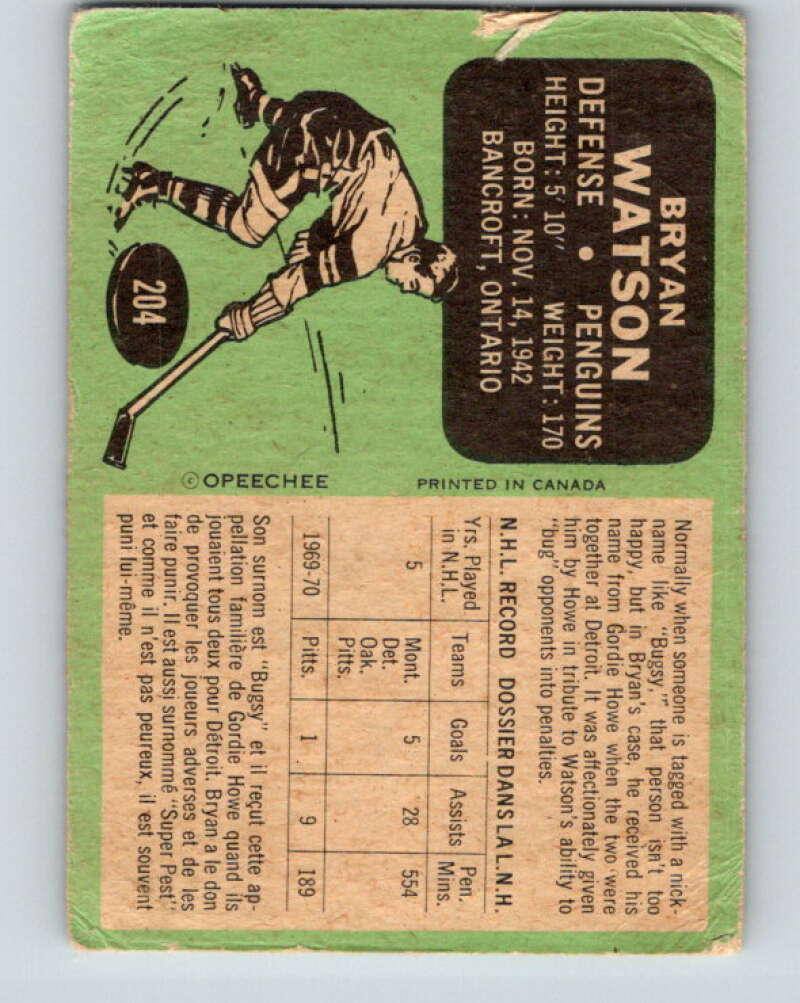 BRYAN
WATSON
DEFENSE • PENGUINS
HEIGHT: 5' 10" WEIGHT: 170
BORN: NOV. 14, 1942
BANCROFT, ONTARIO
204
© OPEECHEE PRINTED IN CANADA
Normally when someone is tagged with a nick-
name like "Bugsy," that person isn't too
happy, but in Bryan's case, he received his
name from Gordie Howe when the two were
together at Detroit. It was affectionately given
him by Howe in tribute to Watson's ability to
"bug" opponents into penalties.
N.H.L. RECORD DOSSIER DANS LA L.N.H.
Yrs. Played in N.H.L. Teams Goals Assists Pen. Mins.
5 Mont. 5 28 554
Det.
Oak.
Pitts.
1969-70 Pitts. 1 9 189
Son surnom est "Bugsy" et il reçut cette ap-
pellation familière de Gordie Howe quand ils
jouaient tous deux pour Détroit. Bryan a le don
de provoquer les joueurs adverses et de les
faire punir. Il est aussi surnommé "Super Pest"
et comme il n'est pas peureux, il est souvent
puni lui-même.